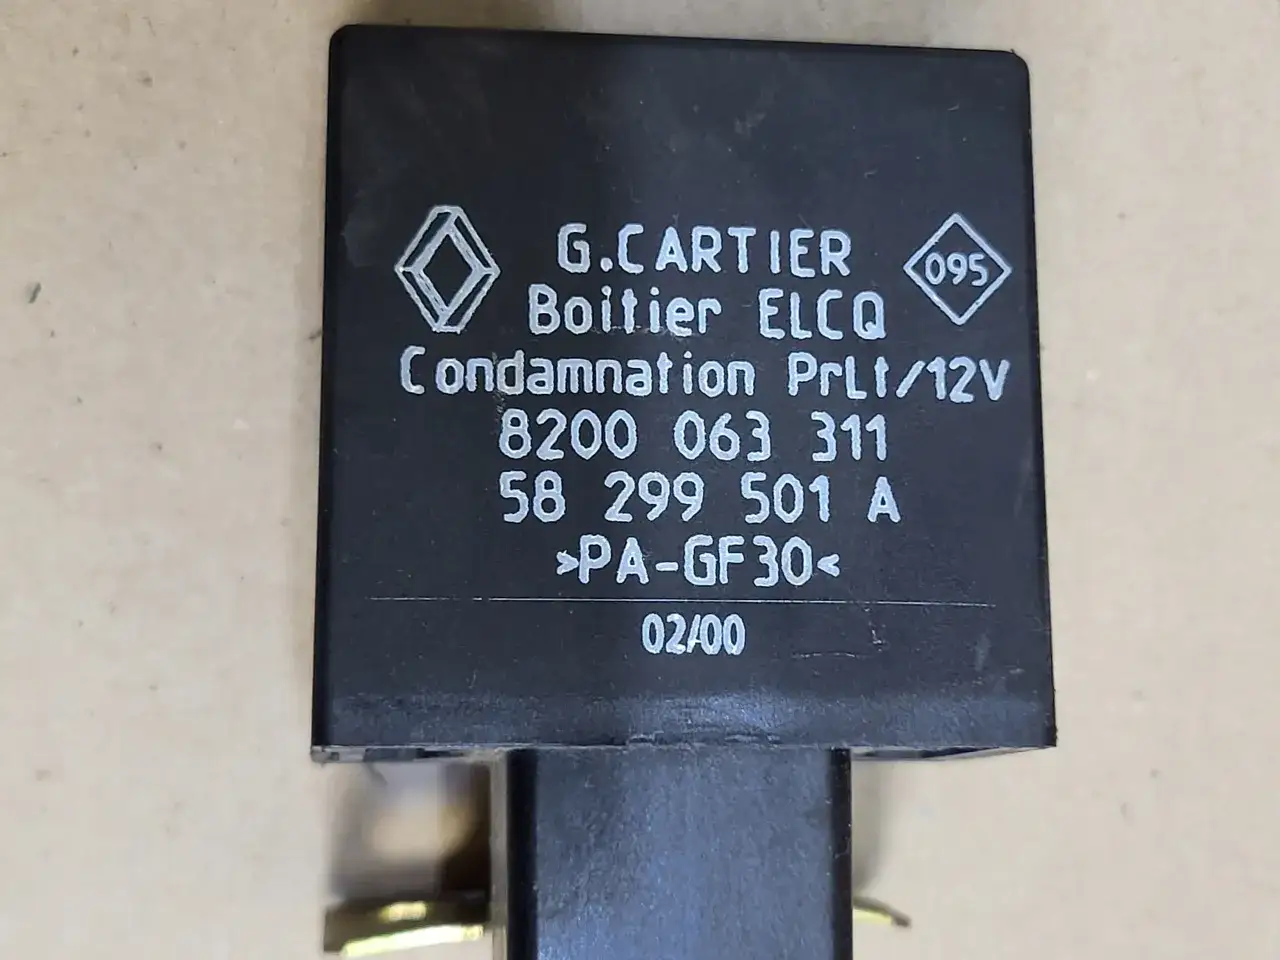 G.CARTIER
095
Boitier ELCQ
Condamnation PrLt/12V
8200 063 311
58 299 501 A
>PA-GF30<
02/00